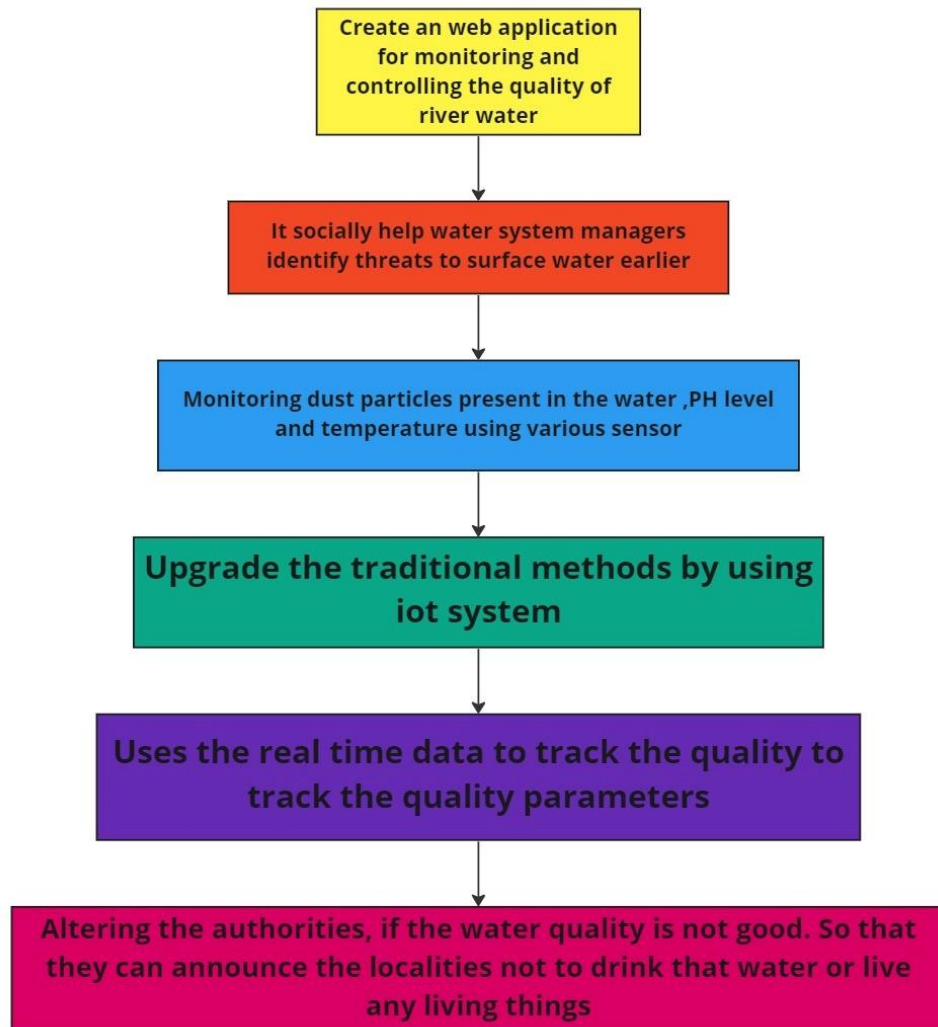 Create an web application
for monitoring and
controlling the quality of
river water
It socially help water system managers
identify threats to surface water earlier
Monitoring dust particles present in the water ,PH level
and temperature using various sensor
Upgrade the traditional methods by using
iot system
Uses the real time data to track the quality to
track the quality parameters
Altering the authorities, if the water quality is not good. So that
they can announce the localities not to drink that water or live
any living things